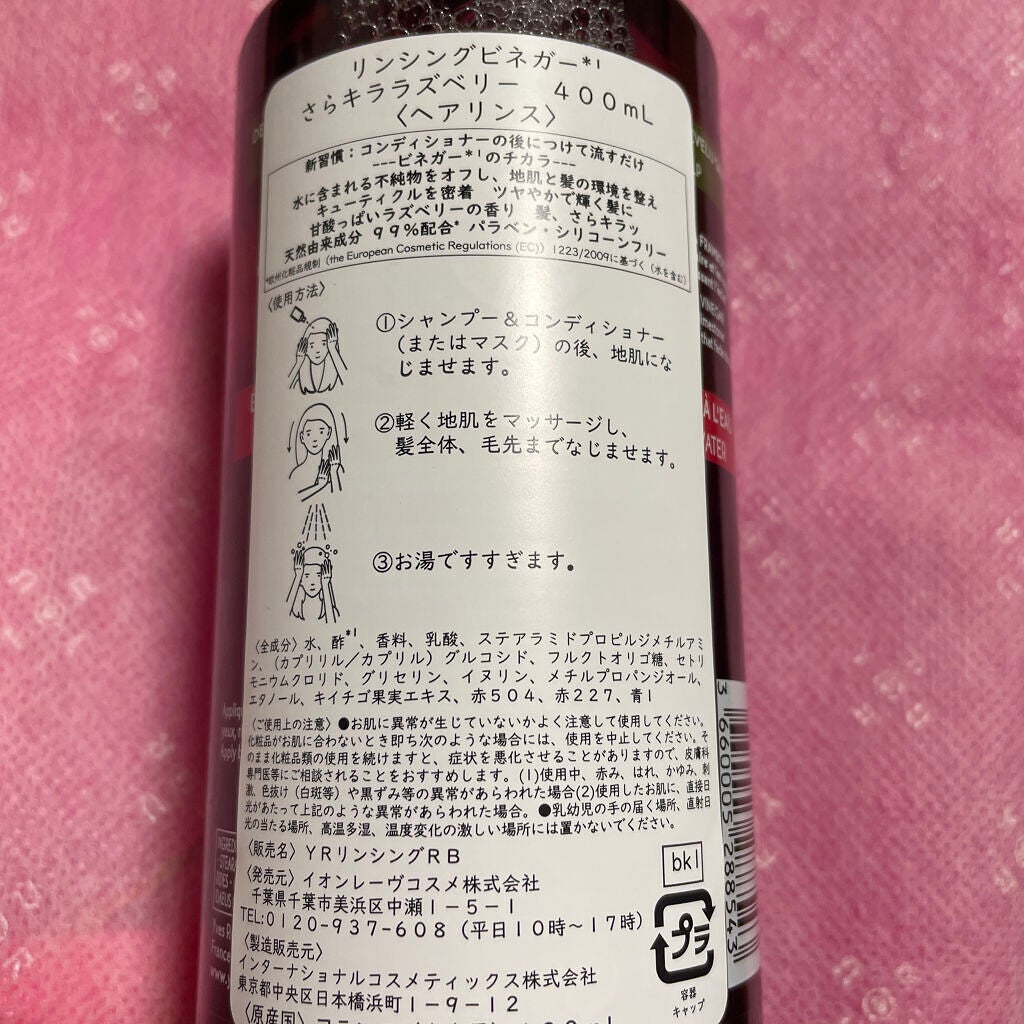 リンシングビネガー*¹
さらキララズベリー 400mL
〈ヘアリンス〉
新習慣：コンディショナーの後につけて流すだけ
---ビネガー*¹のチカラ---
水に含まれる不純物をオフし、地肌と髪の環境を整え
キューティクルを密着 ツヤやかで輝く髪に
甘酸っぱいラズベリーの香り 髪、さらキラッ
天然由来成分 99%配合* パラベン・シリコーンフリー
*欧州化粧品規制（the European Cosmetic Regulations (EC)）1223/2009に基づく（水を含む）
〈使用方法〉
①シャンプー＆コンディショナー
（またはマスク）の後、地肌にな
じませます。
②軽く地肌をマッサージし、
髪全体、毛先までなじませます。
③お湯ですすぎます。
〈全成分〉水、酢*¹、香料、乳酸、ステアラミドプロピルジメチルアミ
ン、（カプリリル／カプリル）グルコシド、フルクトオリゴ糖、セトリ
モニウムクロリド、グリセリン、イヌリン、メチルプロパンジオール、
エタノール、キイチゴ果実エキス、赤504、赤227、青1
〈ご使用上の注意〉●お肌に異常が生じていないかよく注意して使用してください。
化粧品がお肌に合わないとき即ち次のような場合には、使用を中止してください。そ
のまま化粧品類の使用を続けますと、症状を悪化させることがありますので、皮膚科
専門医等にご相談されることをおすすめします。(1)使用中、赤み、はれ、かゆみ、刺
激、色抜け（白斑等）や黒ずみ等の異常があらわれた場合(2)使用したお肌に、直接日
光があたって上記のような異常があらわれた場合。●乳幼児の手の届く場所、直射日
光の当たる場所、高温多湿、温度変化の激しい場所には置かないでください。
〈販売名〉YRリンシングRB
〈発売元〉イオンレーヴコスメ株式会社
千葉県千葉市美浜区中瀬1-5-1
TEL:0120-937-608（平日10時～17時）
〈製造販売元〉
インターナショナルコスメティックス株式会社
東京都中央区日本橋浜町1-9-12
〈原産国〉
bk1
プラ
容器
キャップ
3 660005 288543
À L'EAU
VINEGAR